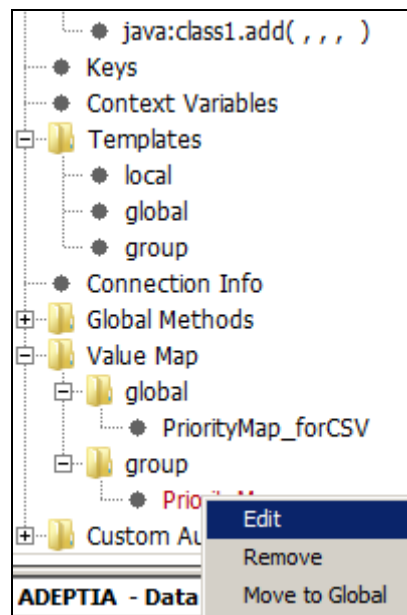 java:class1.add( , , , )
Keys
Context Variables
Templates
local
global
group
Connection Info
Global Methods
Value Map
global
PriorityMap_forCSV
group
Edit
Custom
Remove
ADEPTIA - Data
Move to Global